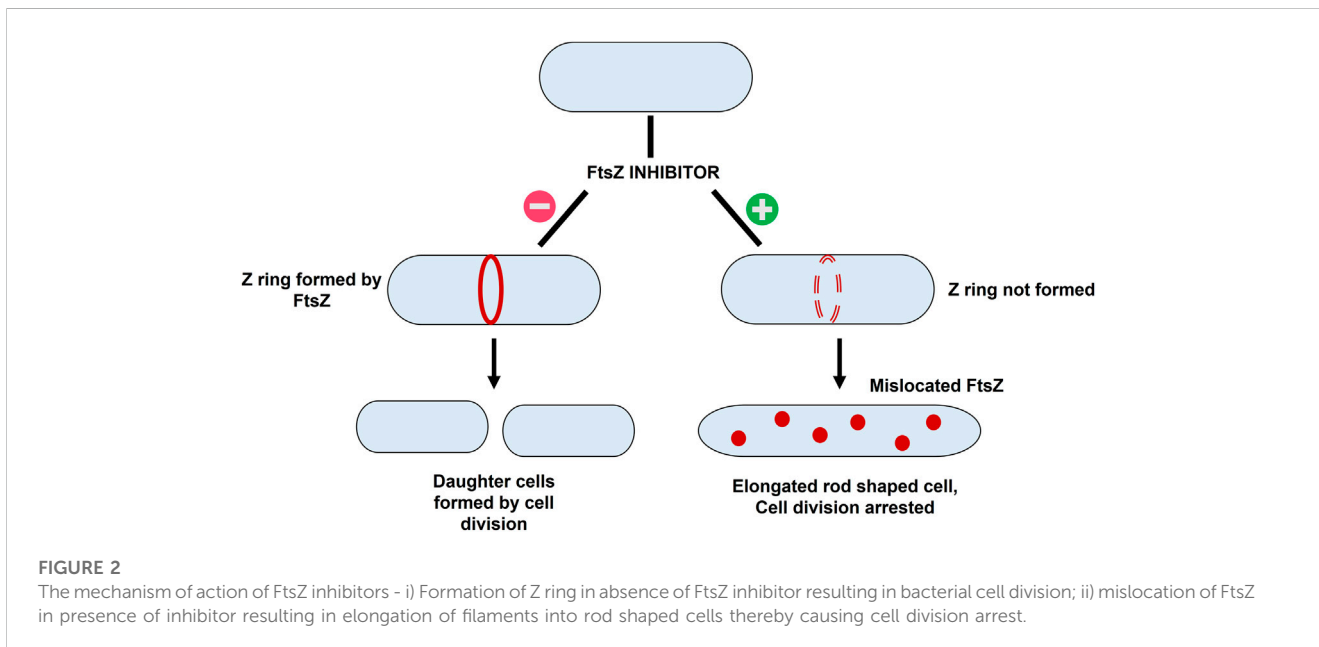 FtsZ INHIBITOR
Z ring formed by
FtsZ
Z ring not formed
Mislocated FtsZ
Daughter cells
formed by cell
division
Elongated rod shaped cell,
Cell division arrested
FIGURE 2
The mechanism of action of FtsZ inhibitors - i) Formation of Z ring in absence of FtsZ inhibitor resulting in bacterial cell division; ii) mislocation of FtsZ
in presence of inhibitor resulting in elongation of filaments into rod shaped cells thereby causing cell division arrest.